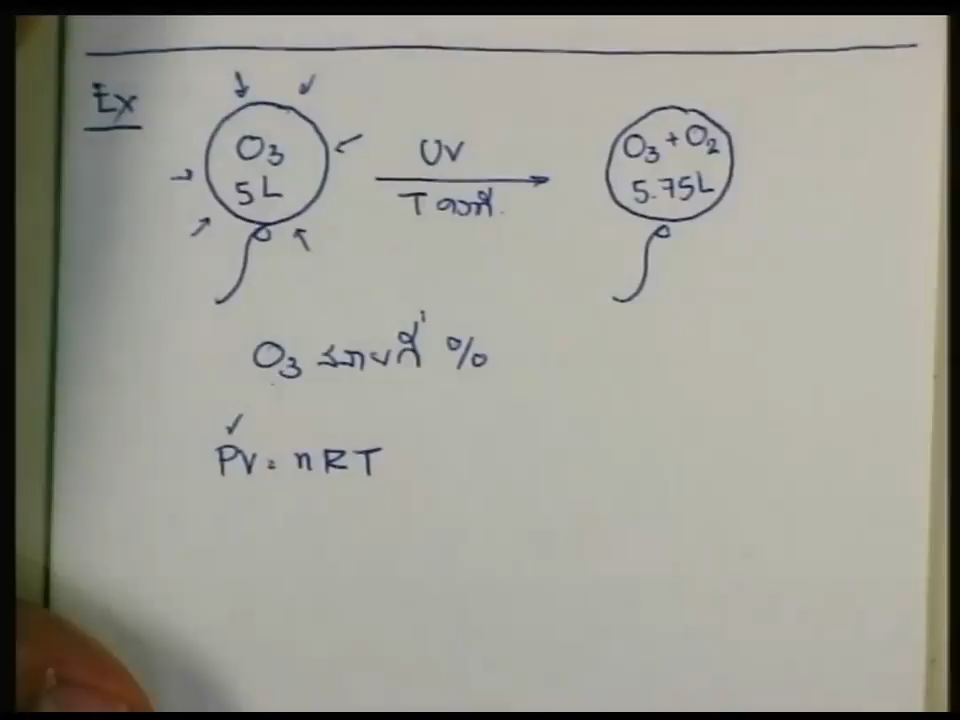 Ex
O₃
5L
UV
T คงที่
O₃ + O₂
5.75L
O₃ สลายกี่ %
PV = nRT